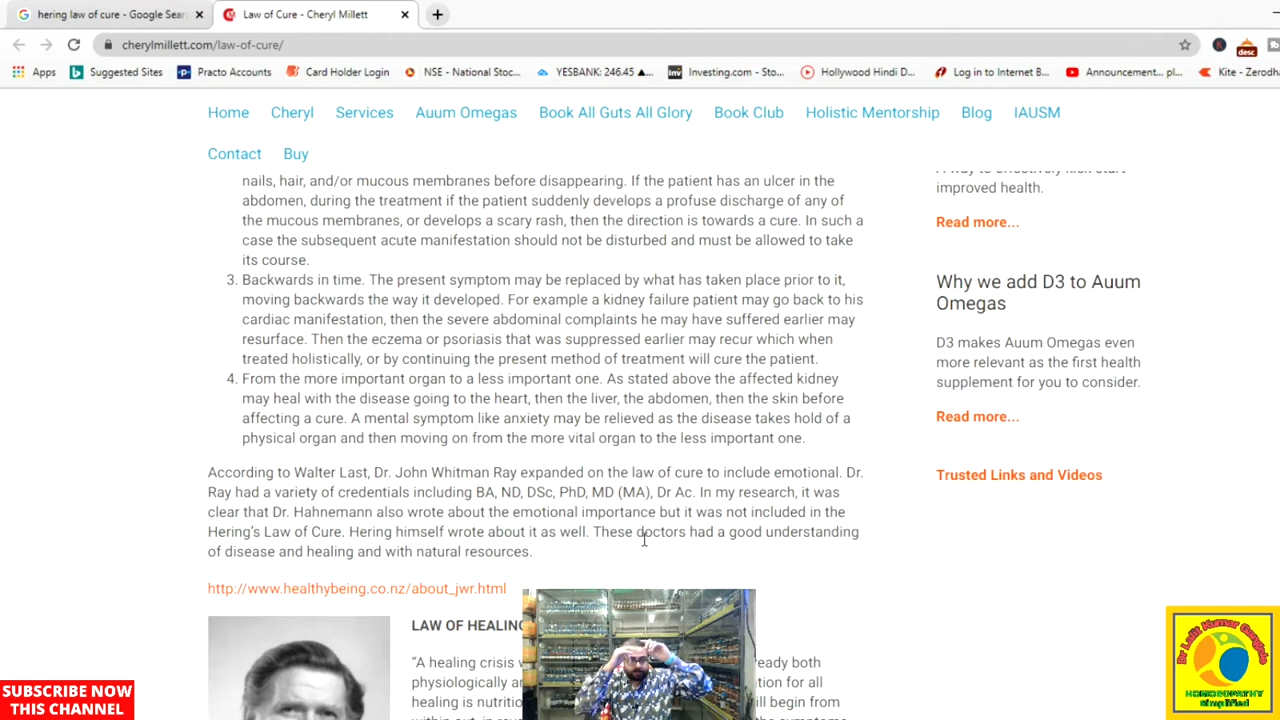 hering law of cure - Google Sear
Law of Cure - Cheryl Millett
cherylmillett.com/law-of-cure/
desc
Apps
Suggested Sites
Practo Accounts
Card Holder Login
NSE - National Stoc...
YESBANK: 246.45 ▲...
Investing.com - Sto...
Hollywood Hindi D...
Log in to Internet B...
Announcement... pl...
Kite - Zerodha
Home Cheryl Services Auum Omegas Book All Guts All Glory Book Club Holistic Mentorship Blog IAUSM
Contact Buy
nails, hair, and/or mucous membranes before disappearing. If the patient has an ulcer in the
abdomen, during the treatment if the patient suddenly develops a profuse discharge of any of
the mucous membranes, or develops a scary rash, then the direction is towards a cure. In such a
case the subsequent acute manifestation should not be disturbed and must be allowed to take
its course.
3. Backwards in time. The present symptom may be replaced by what has taken place prior to it,
moving backwards the way it developed. For example a kidney failure patient may go back to his
cardiac manifestation, then the severe abdominal complaints he may have suffered earlier may
resurface. Then the eczema or psoriasis that was suppressed earlier may recur which when
treated holistically, or by continuing the present method of treatment will cure the patient.
4. From the more important organ to a less important one. As stated above the affected kidney
may heal with the disease going to the heart, then the liver, the abdomen, then the skin before
affecting a cure. A mental symptom like anxiety may be relieved as the disease takes hold of a
physical organ and then moving on from the more vital organ to the less important one.
According to Walter Last, Dr. John Whitman Ray expanded on the law of cure to include emotional. Dr.
Ray had a variety of credentials including BA, ND, DSc, PhD, MD (MA), Dr Ac. In my research, it was
clear that Dr. Hahnemann also wrote about the emotional importance but it was not included in the
Hering's Law of Cure. Hering himself wrote about it as well. These doctors had a good understanding
of disease and healing and with natural resources.
http://www.healthybeing.co.nz/about_jwr.html
LAW OF HEALING
"A healing crisis
physiologically an
healing is nutritio
eady both
tion for all
ill begin from
improved health.
Read more...
Why we add D3 to Auum
Omegas
D3 makes Auum Omegas even
more relevant as the first health
supplement for you to consider.
Read more...
Trusted Links and Videos
SUBSCRIBE NOW
THIS CHANNEL
HOMOEOPATHY
Simplified